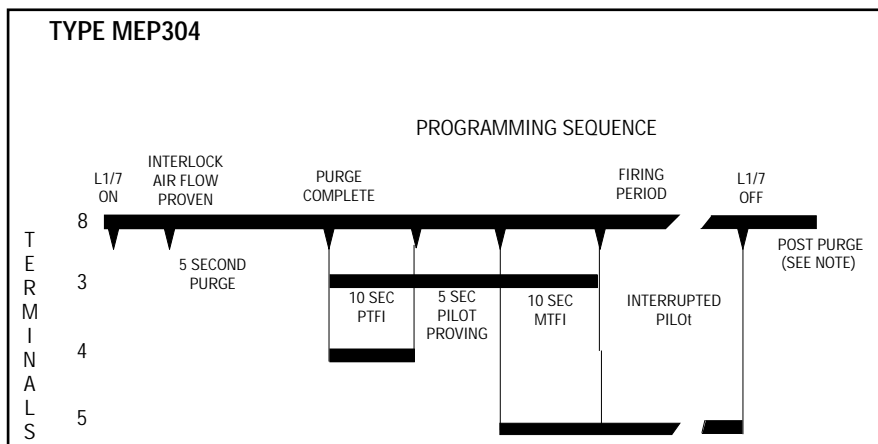 TYPE MEP304
PROGRAMMING SEQUENCE
L1/7
ON
INTERLOCK
AIR FLOW
PROVEN
PURGE
COMPLETE
FIRING
PERIOD
L1/7
OFF
8
5 SECOND
PURGE
POST PURGE
(SEE NOTE)
3
10 SEC
PTFI
5 SEC
PILOT
PROVING
10 SEC
MTFI
INTERRUPTED
PILOt
4
5
TERMINALS